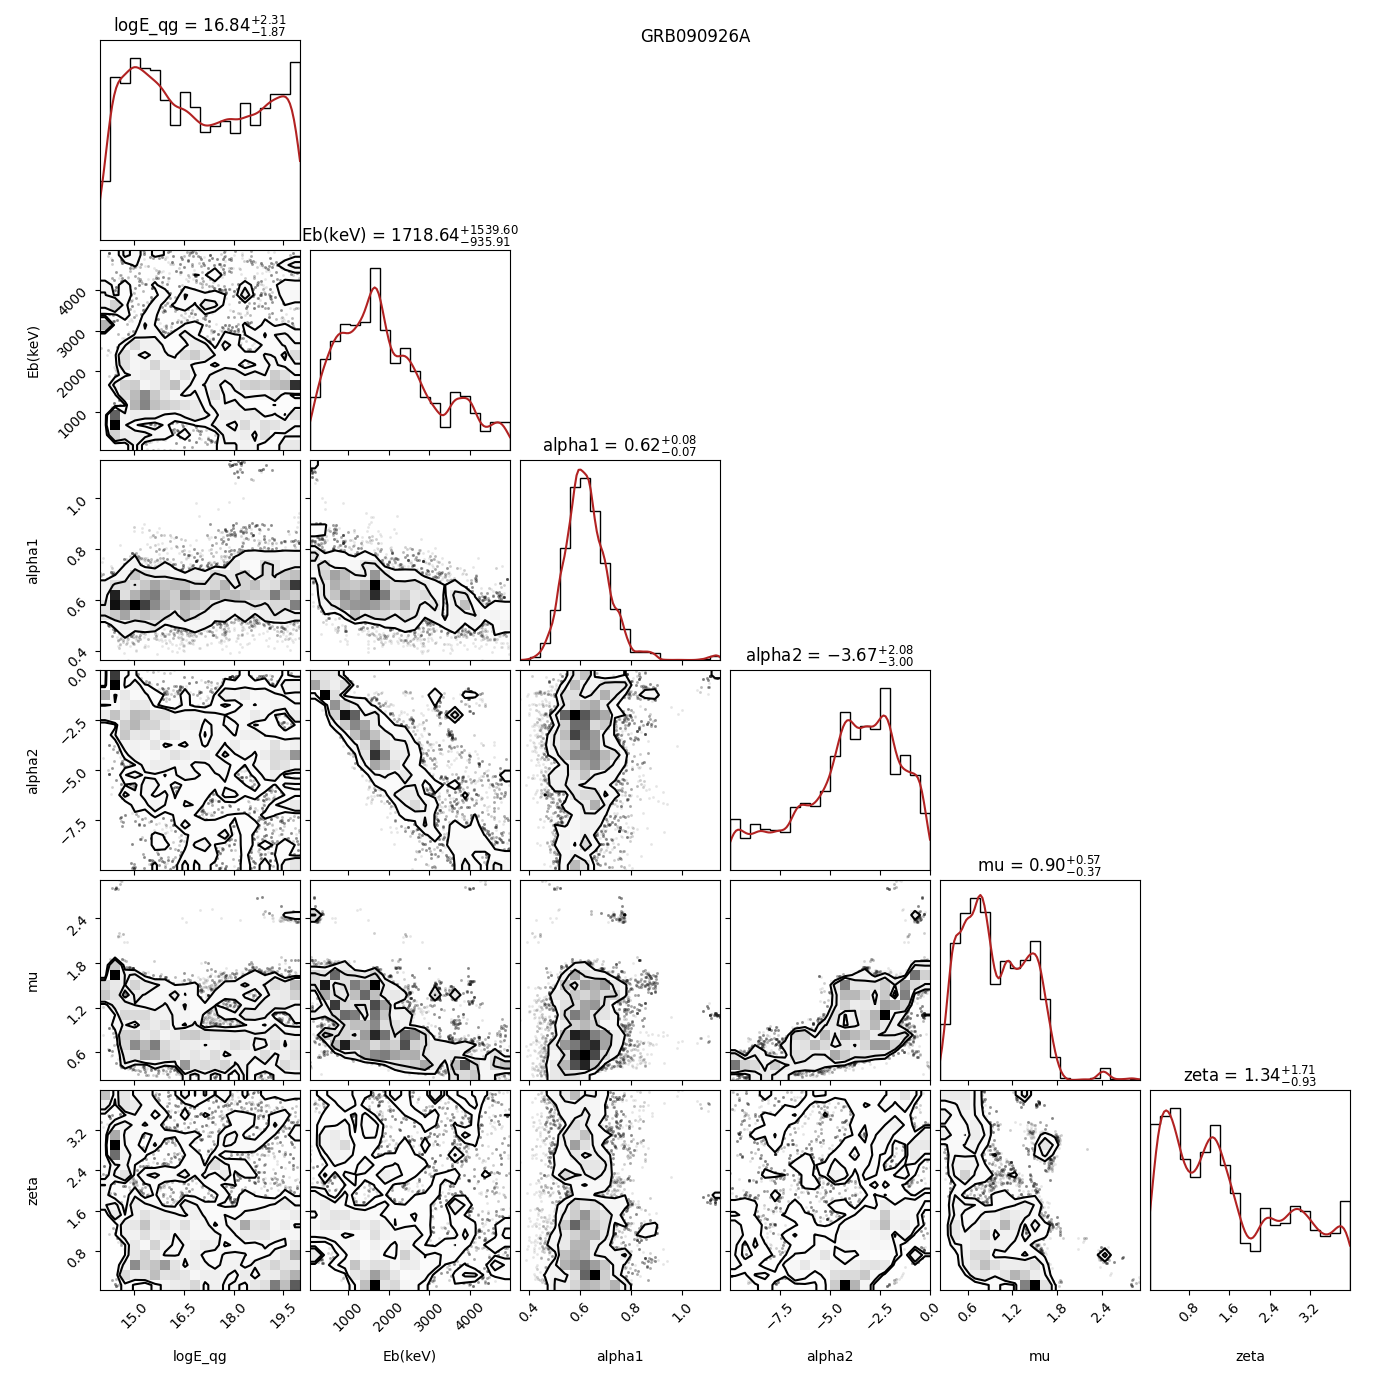 GRB090926A
logE_qg = 16.84 +2.31 −1.87
Eb(keV) = 1718.64 +1539.60 −935.91
Eb(keV)
4000
3000
2000
1000
alpha1 = 0.62 +0.08 −0.07
alpha1
1.0
0.8
0.6
0.4
alpha2 = −3.67 +2.08 −3.00
alpha2
0.0
−2.5
−5.0
−7.5
mu = 0.90 +0.57 −0.37
mu
2.4
1.8
1.2
0.6
zeta = 1.34 +1.71 −0.93
zeta
3.2
2.4
1.6
0.8
15.0 16.5 18.0 19.5
1000 2000 3000 4000
0.4 0.6 0.8 1.0
−7.5 −5.0 −2.5 0.0
0.6 1.2 1.8 2.4
0.8 1.6 2.4 3.2
logE_qg Eb(keV) alpha1 alpha2 mu zeta